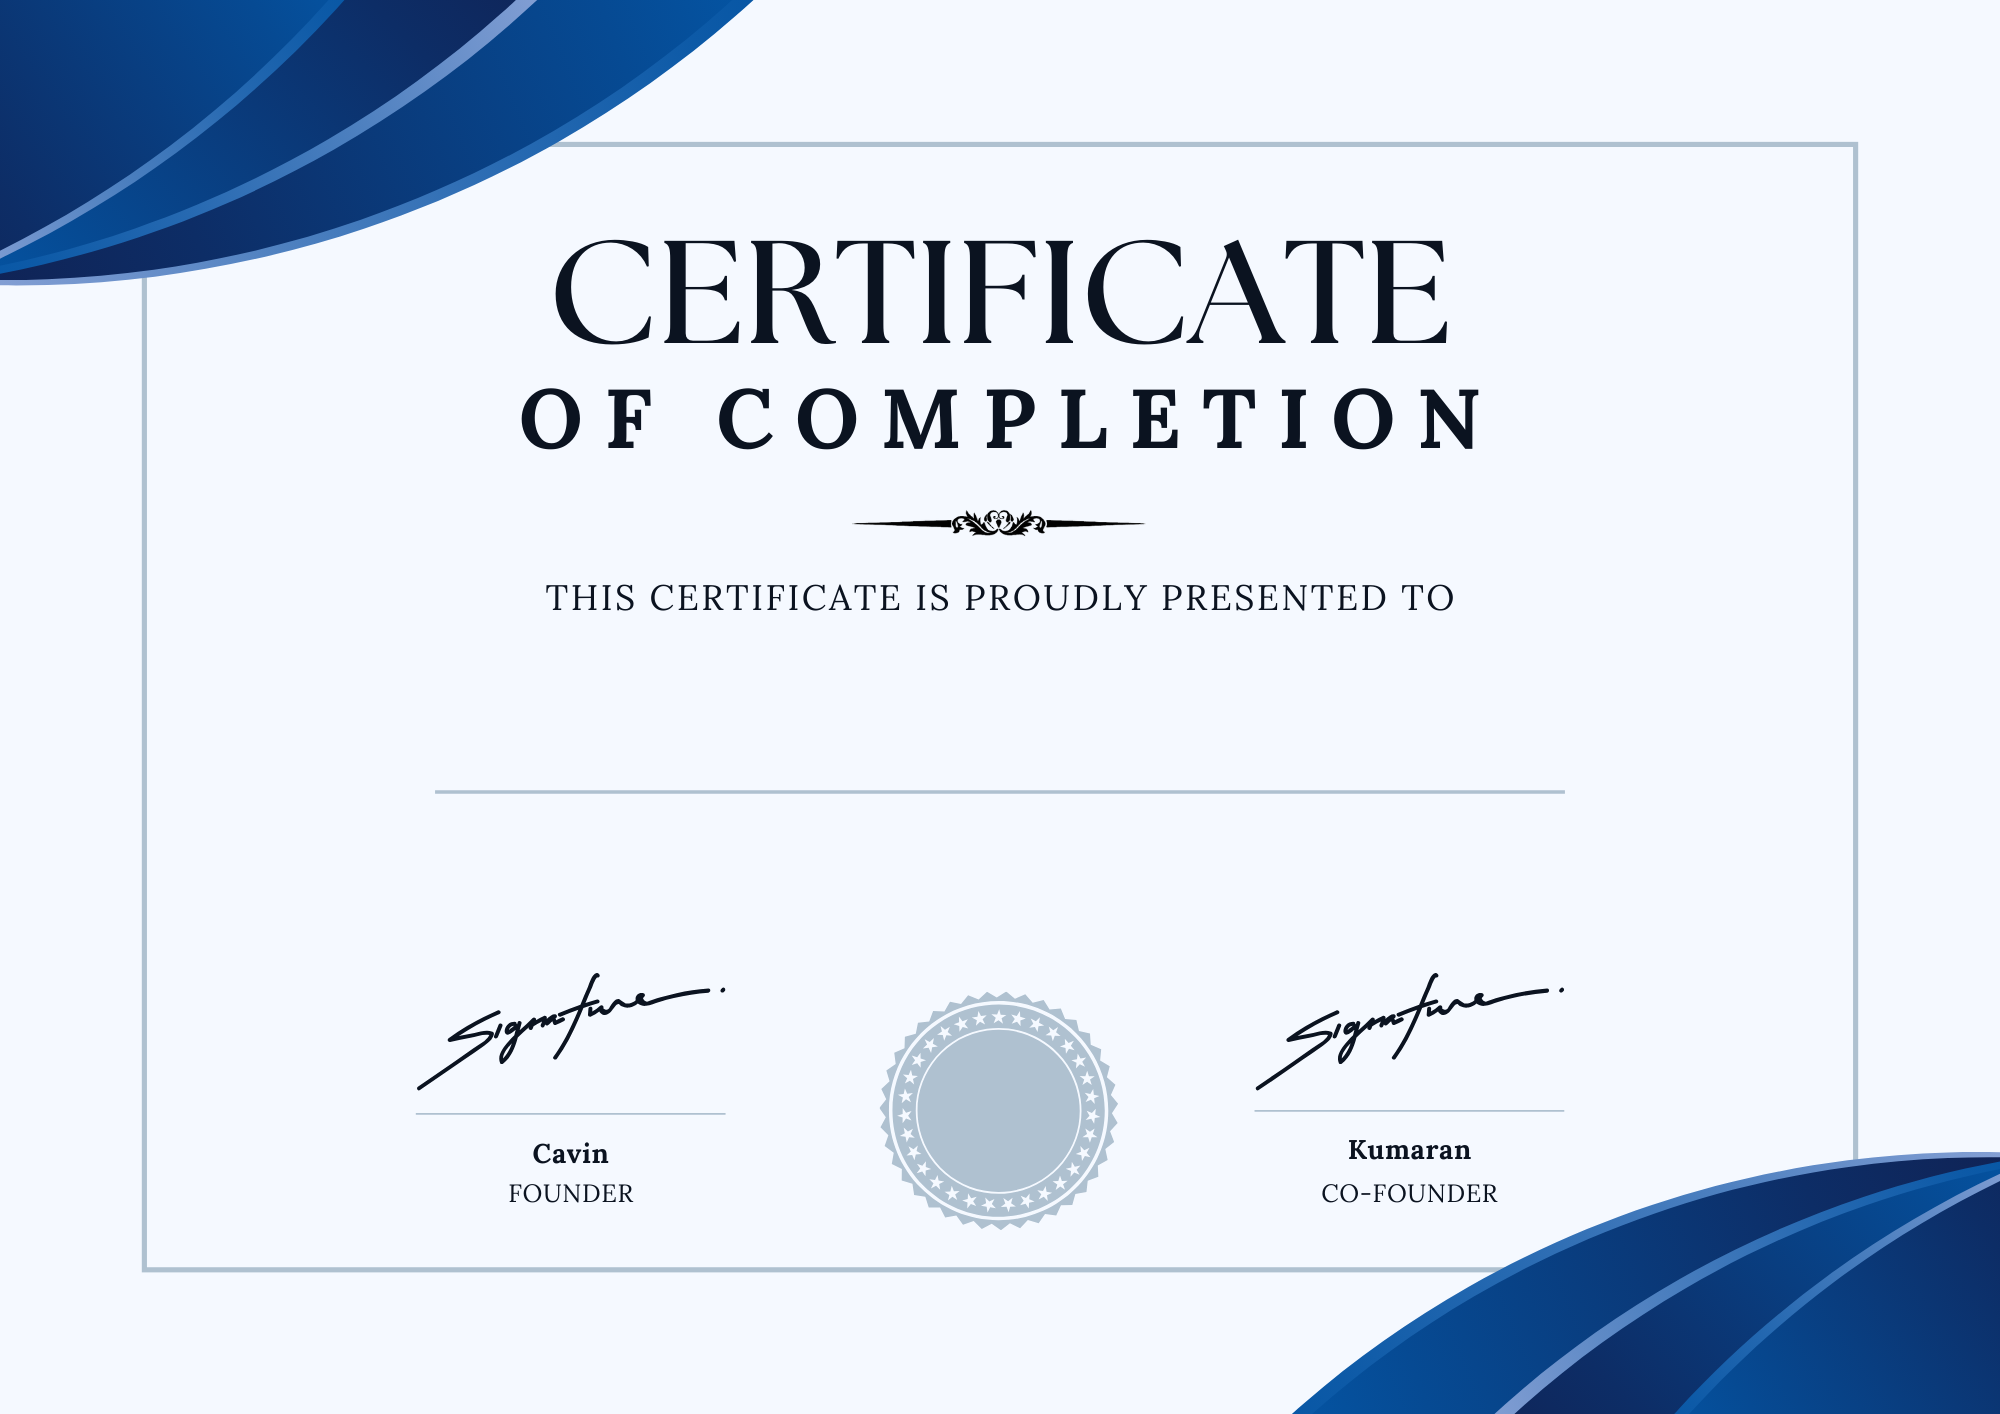 CERTIFICATE
OF COMPLETION
THIS CERTIFICATE IS PROUDLY PRESENTED TO
Signature
Signature
Cavin
Kumaran
FOUNDER
CO-FOUNDER